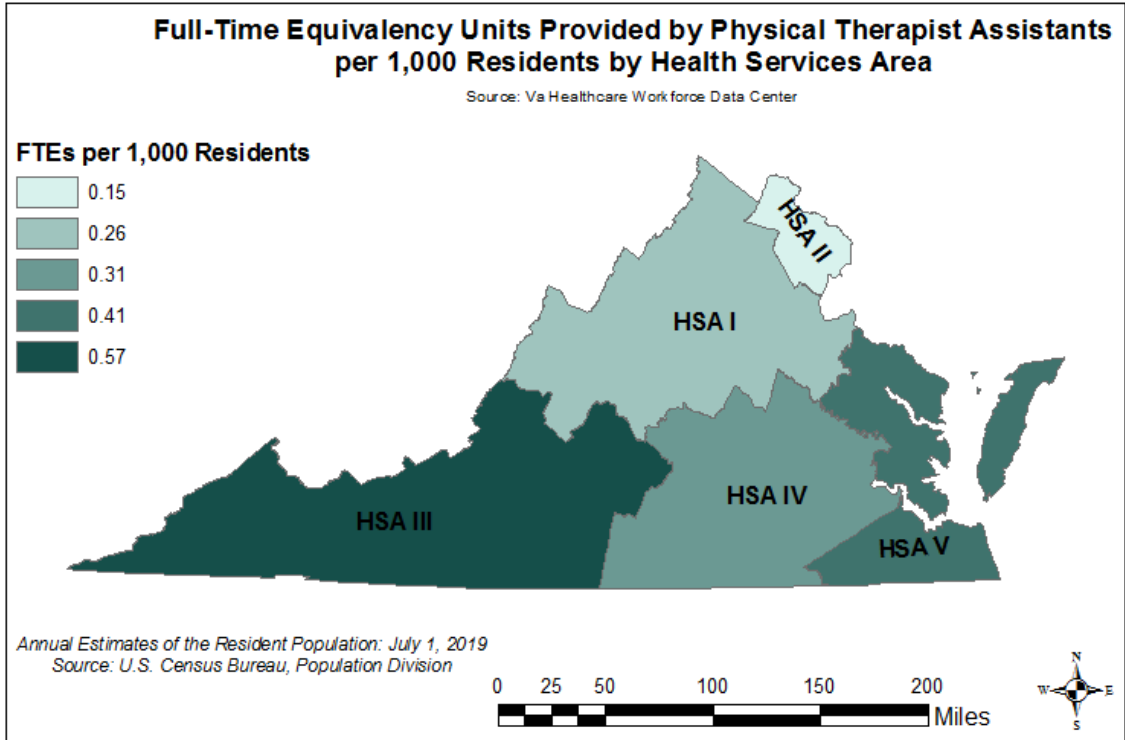 Full-Time Equivalency Units Provided by Physical Therapist Assistants
per 1,000 Residents by Health Services Area
Source: Va Healthcare Workforce Data Center
FTEs per 1,000 Residents
0.15
0.26
0.31
0.41
0.57
HSA II
HSA I
HSA IV
HSA III
HSA V
Annual Estimates of the Resident Population: July 1, 2019
Source: U.S. Census Bureau, Population Division
0 25 50 100 150 200
Miles
N
W E
S